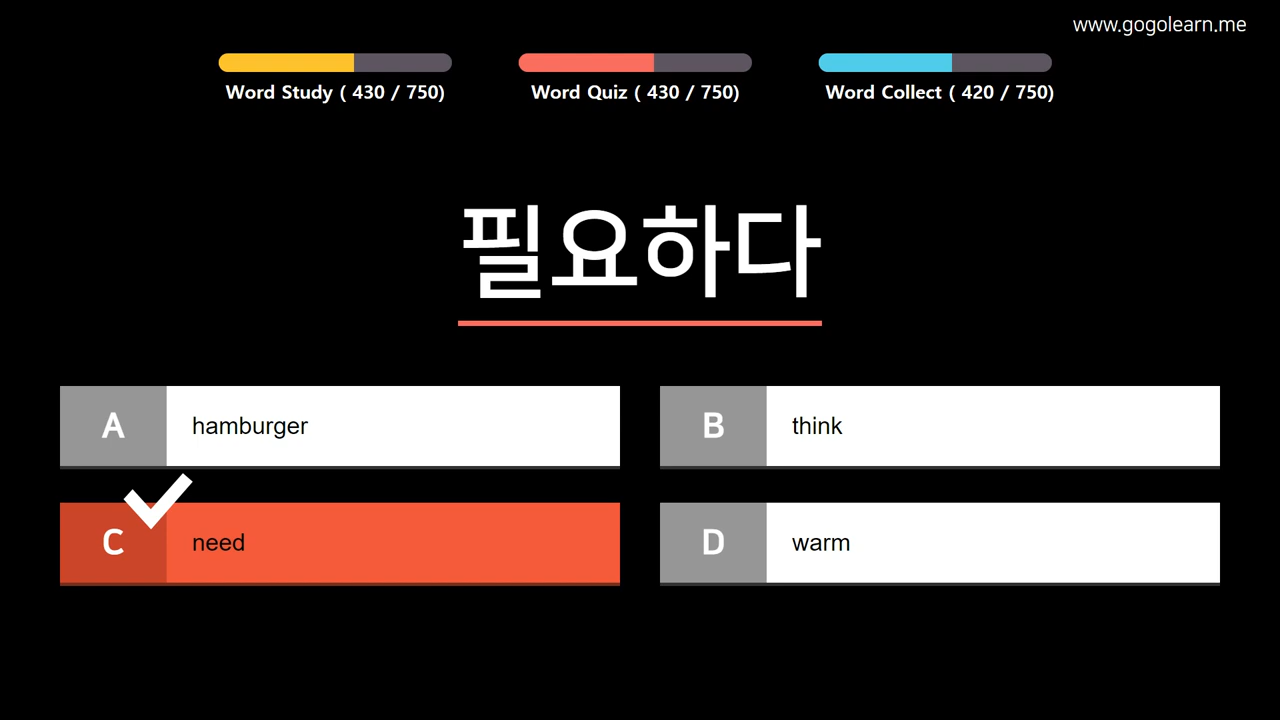 www.gogolearn.me
Word Study ( 430 / 750)
Word Quiz ( 430 / 750)
Word Collect ( 420 / 750)
필요하다
A
hamburger
B
think
C
need
D
warm